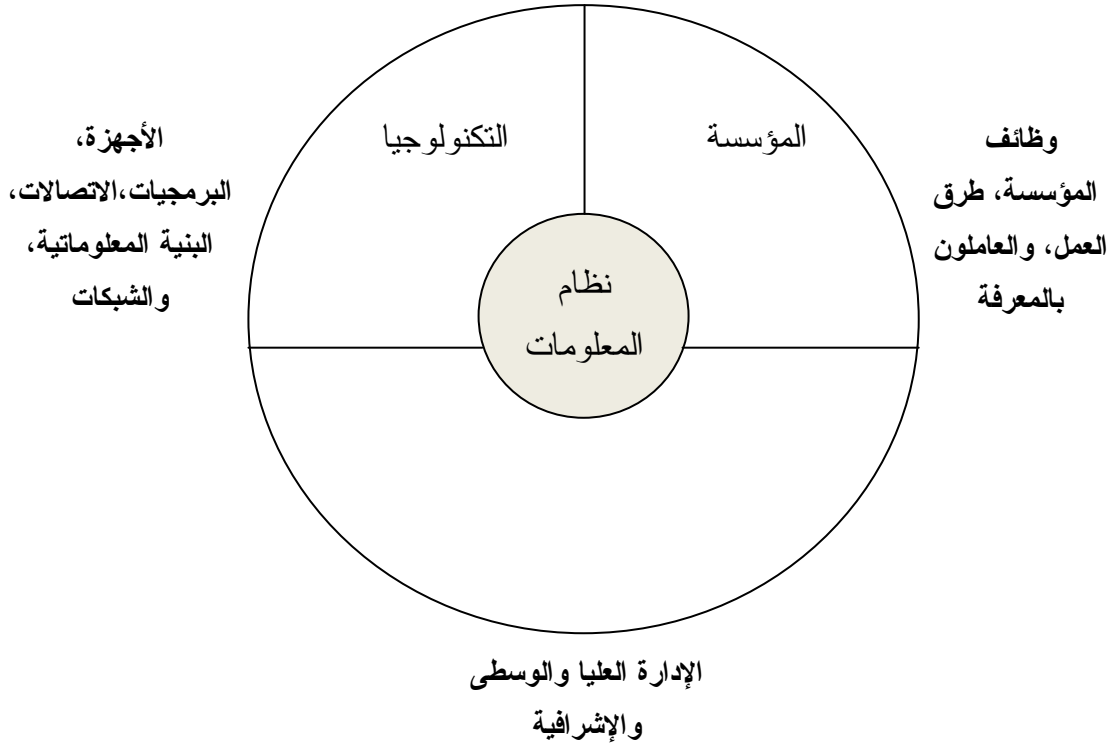 المؤسسة
التكنولوجيا
وظائف
المؤسسة، طرق
العمل، والعاملون
بالمعرفة
الأجهزة،
البرمجيات،الاتصالات،
البنية المعلوماتية،
والشبكات
نظام
المعلومات
الإدارة العليا والوسطى
والإشرافية